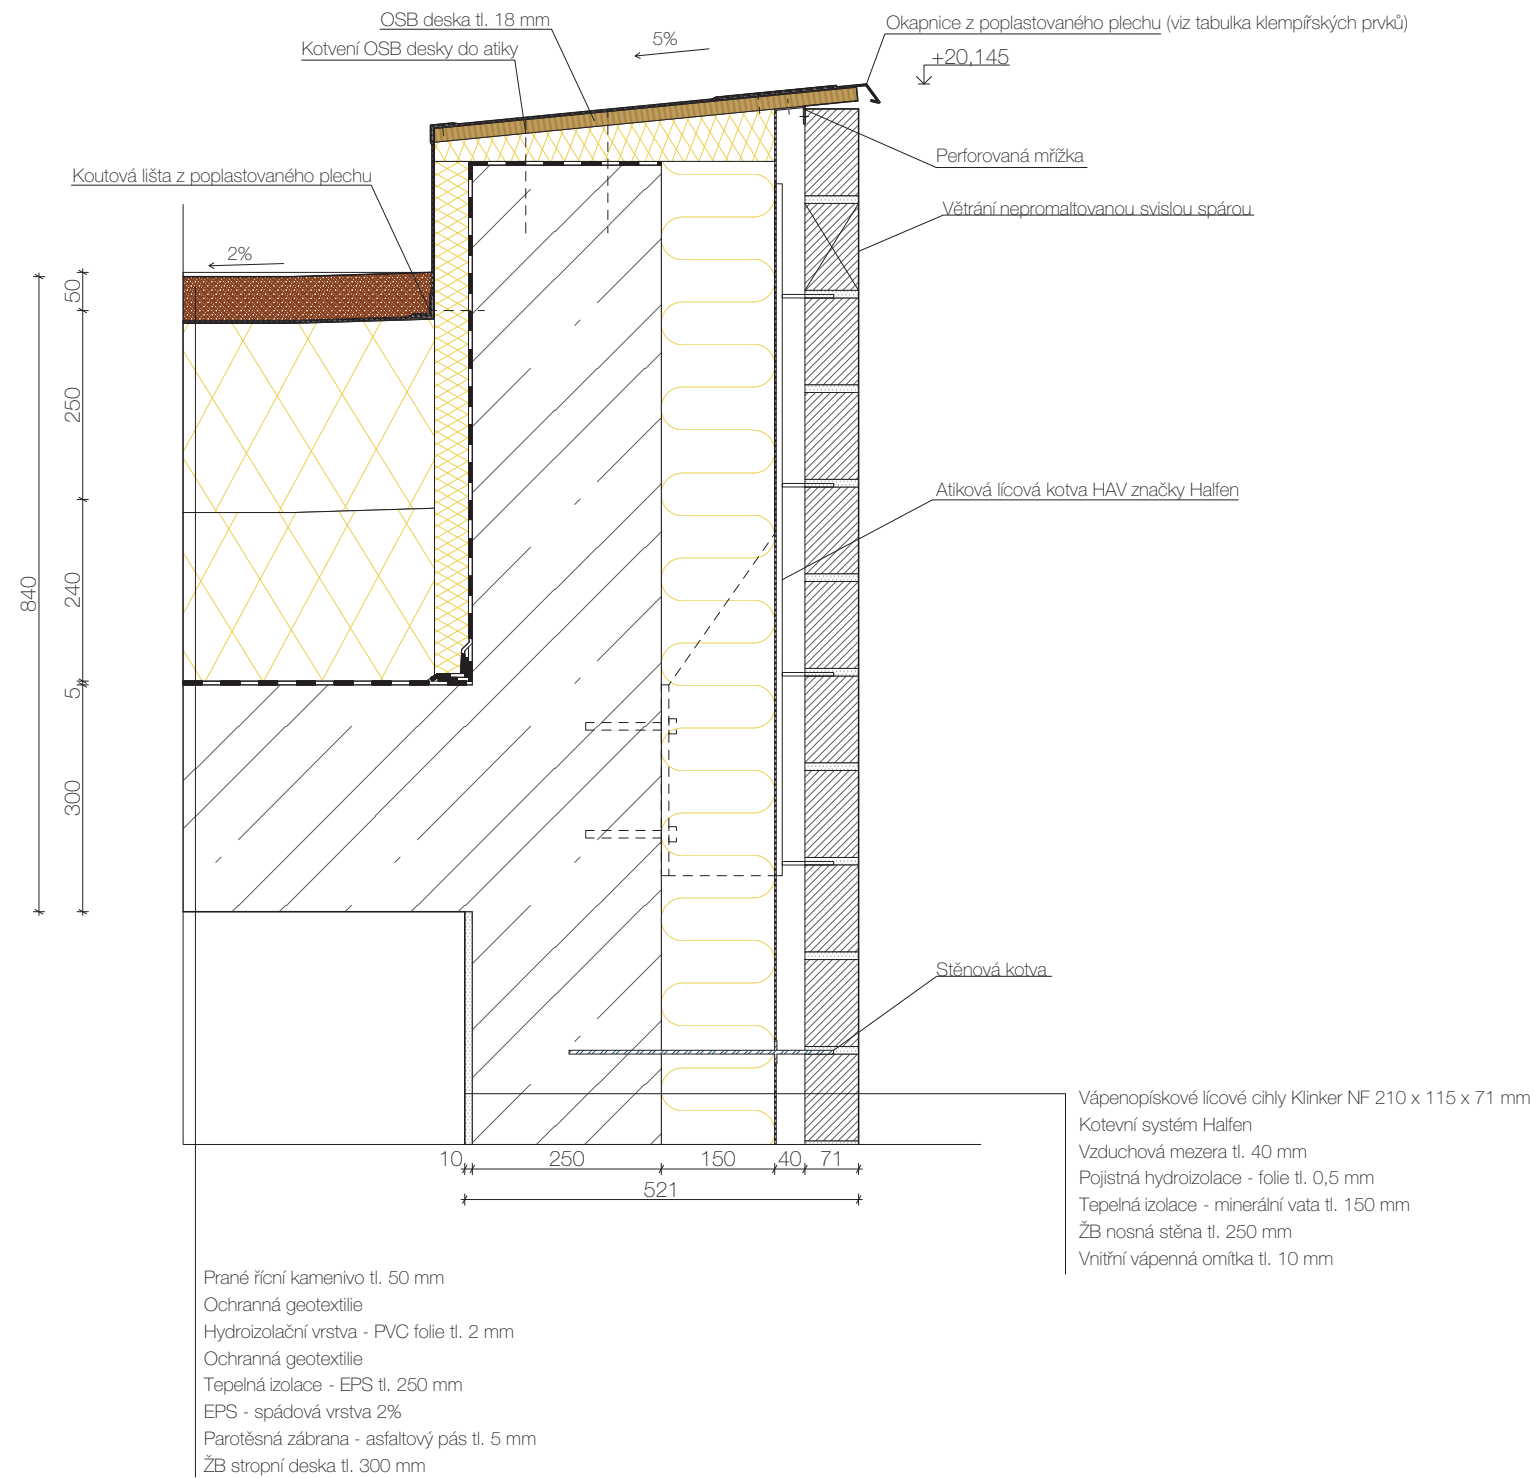 OSB deska tl. 18 mm
Kotvení OSB desky do atiky
5%
Okapnice z poplastovaného plechu (viz tabulka klempířských prvků)
+20,145
Perforovaná mřížka
Koutová lišta z poplastovaného plechu
Větrání nepromaltovanou svislou spárou
2%
50
250
240
840
5
300
Atiková lícová kotva HAV značky Halfen
Stěnová kotva
10
250
150
40
71
521
Vápenopískové lícové cihly Klinker NF 210 x 115 x 71 mm
Kotevní systém Halfen
Vzduchová mezera tl. 40 mm
Pojistná hydroizolace - folie tl. 0,5 mm
Tepelná izolace - minerální vata tl. 150 mm
ŽB nosná stěna tl. 250 mm
Vnitřní vápenná omítka tl. 10 mm
Prané řícní kamenivo tl. 50 mm
Ochranná geotextilie
Hydroizolační vrstva - PVC folie tl. 2 mm
Ochranná geotextilie
Tepelná izolace - EPS tl. 250 mm
EPS - spádová vrstva 2%
Parotěsná zábrana - asfaltový pás tl. 5 mm
ŽB stropní deska tl. 300 mm